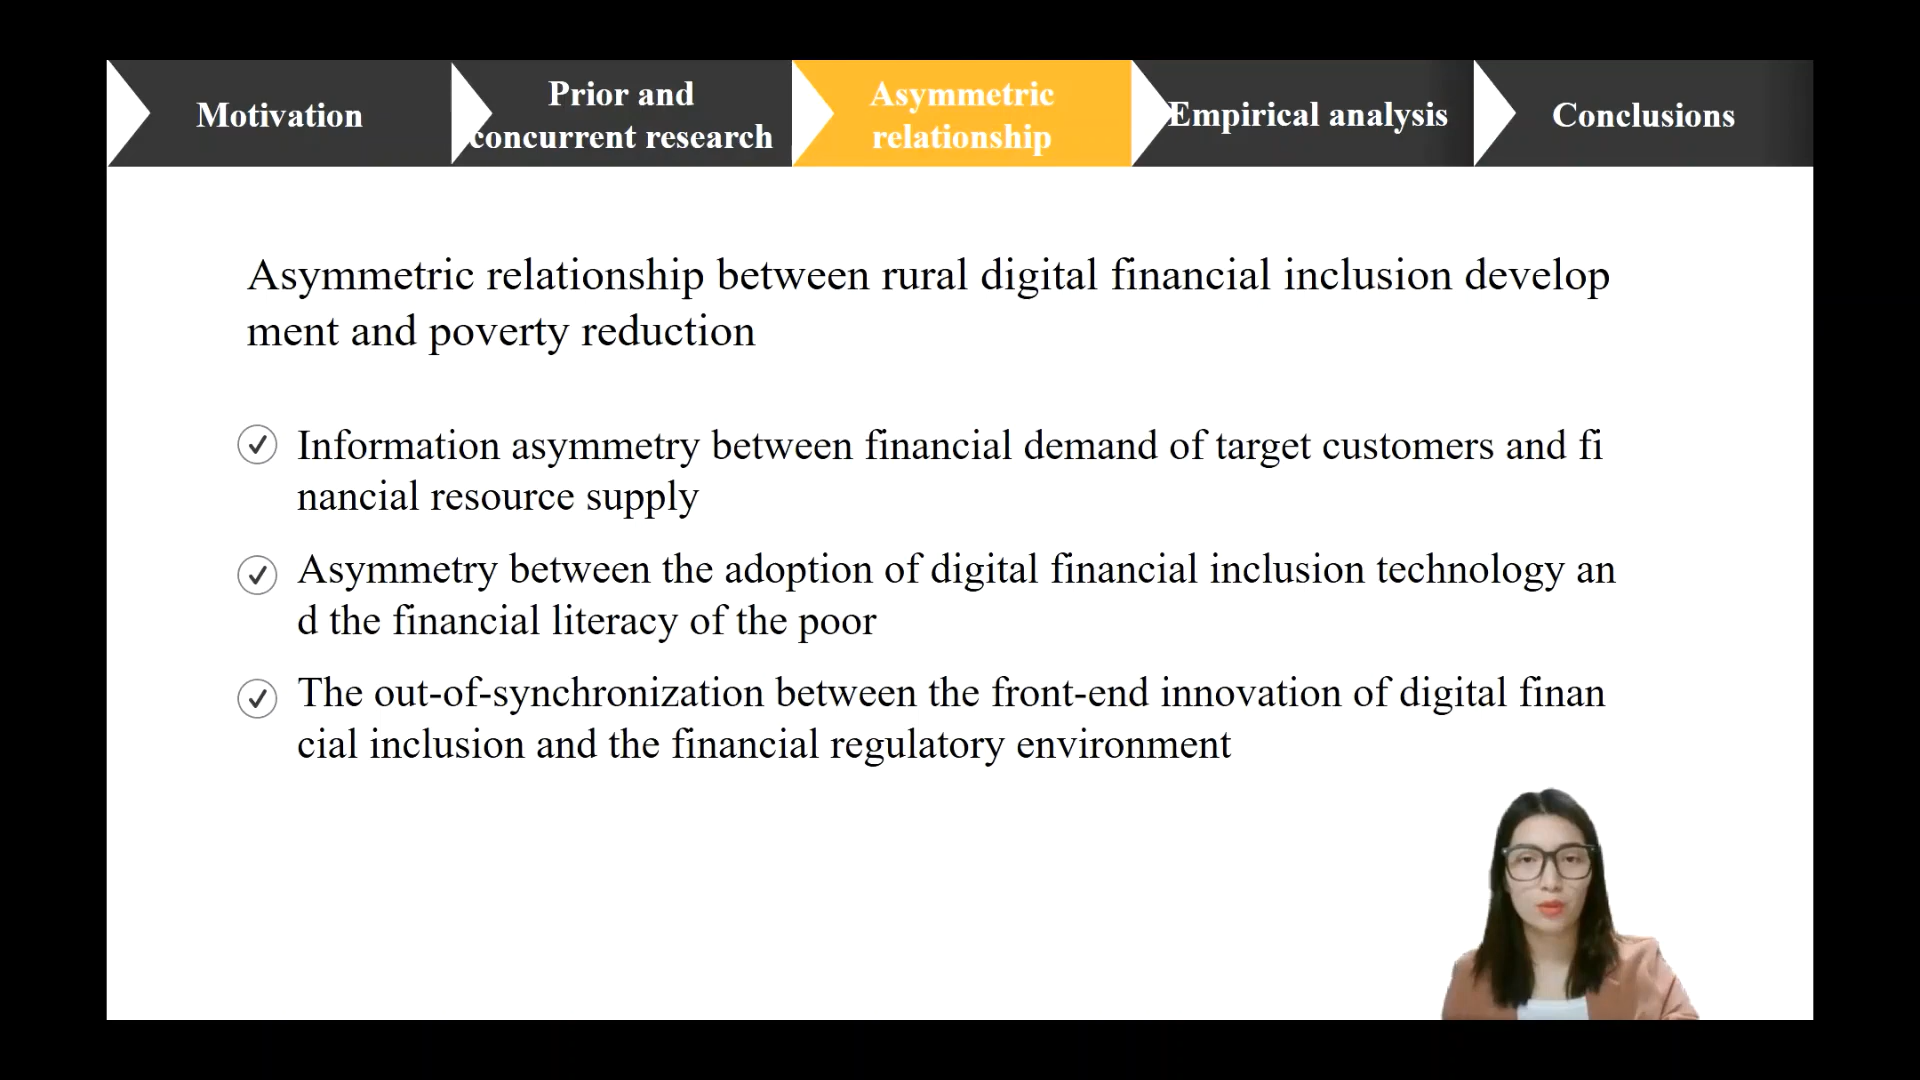 Motivation
Prior and
concurrent research
Asymmetric
relationship
Empirical analysis
Conclusions
Asymmetric relationship between rural digital financial inclusion develop
ment and poverty reduction
Information asymmetry between financial demand of target customers and fi
nancial resource supply
Asymmetry between the adoption of digital financial inclusion technology an
d the financial literacy of the poor
The out-of-synchronization between the front-end innovation of digital finan
cial inclusion and the financial regulatory environment